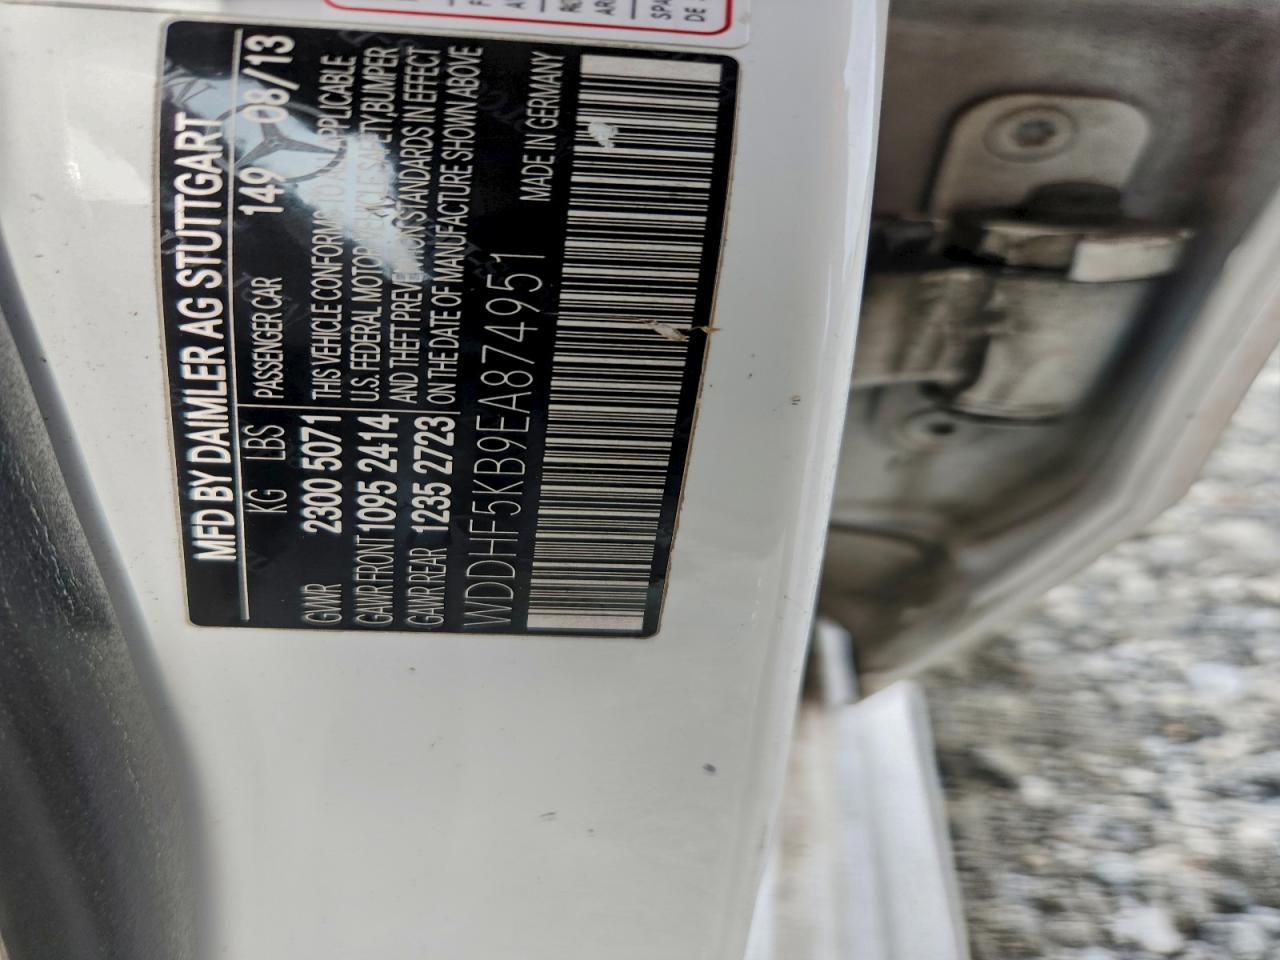 MFD BY DAIMLER AG STUTTGART
KG LBS PASSENGER CAR 149 08/13
GVWR 2300 5071
GAWR FRONT 1095 2414
GAWR REAR 1235 2723
THIS VEHICLE CONFORMS TO APPLICABLE
U.S. FEDERAL MOTOR VEHICLE SAFETY, BUMPER
AND THEFT PREVENTION STANDARDS IN EFFECT
ON THE DATE OF MANUFACTURE SHOWN ABOVE
WDDHF5KB9EA874951 MADE IN GERMANY
DE